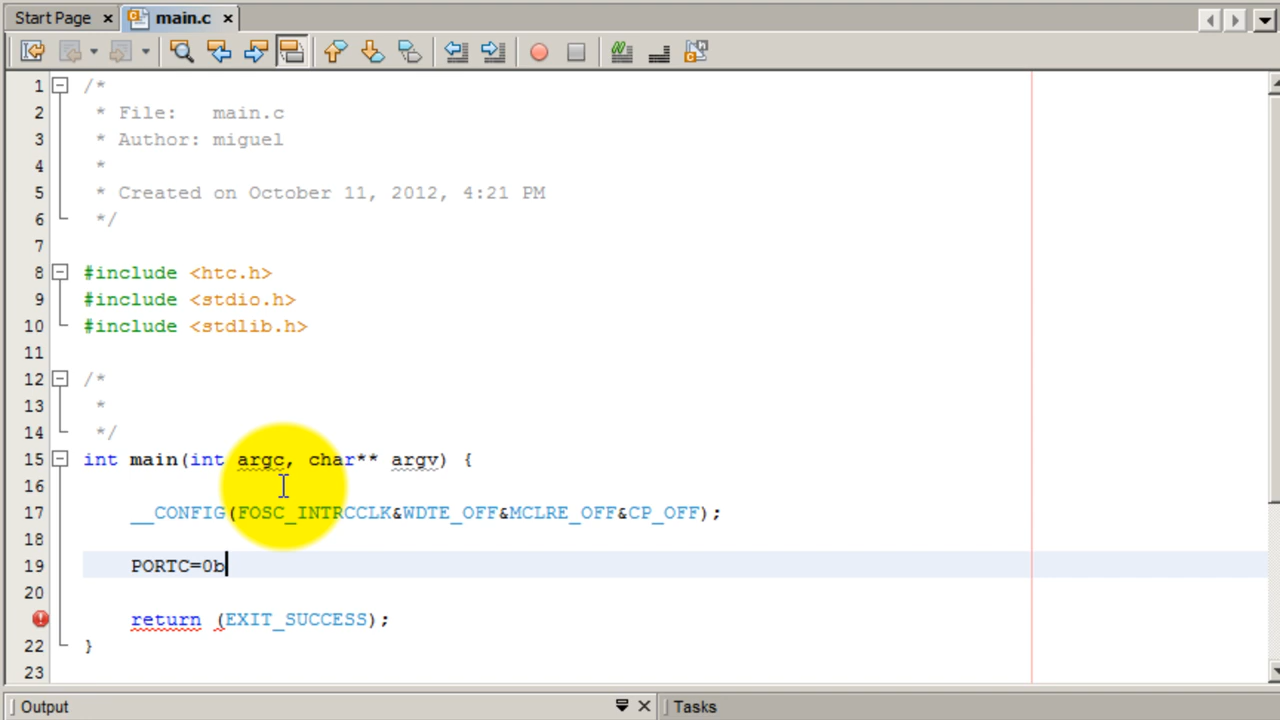 Start Page
main.c
1 /*
2 * File: main.c
3 * Author: miguel
4 *
5 * Created on October 11, 2012, 4:21 PM
6 */
7
8 #include <htc.h>
9 #include <stdio.h>
10 #include <stdlib.h>
11
12 /*
13 *
14 */
15 int main(int argc, char** argv) {
16
17 __CONFIG(FOSC_INTRCCLK&WDTE_OFF&MCLRE_OFF&CP_OFF);
18
19 PORTC=0b
20
return (EXIT_SUCCESS);
22 }
23
Output
Tasks